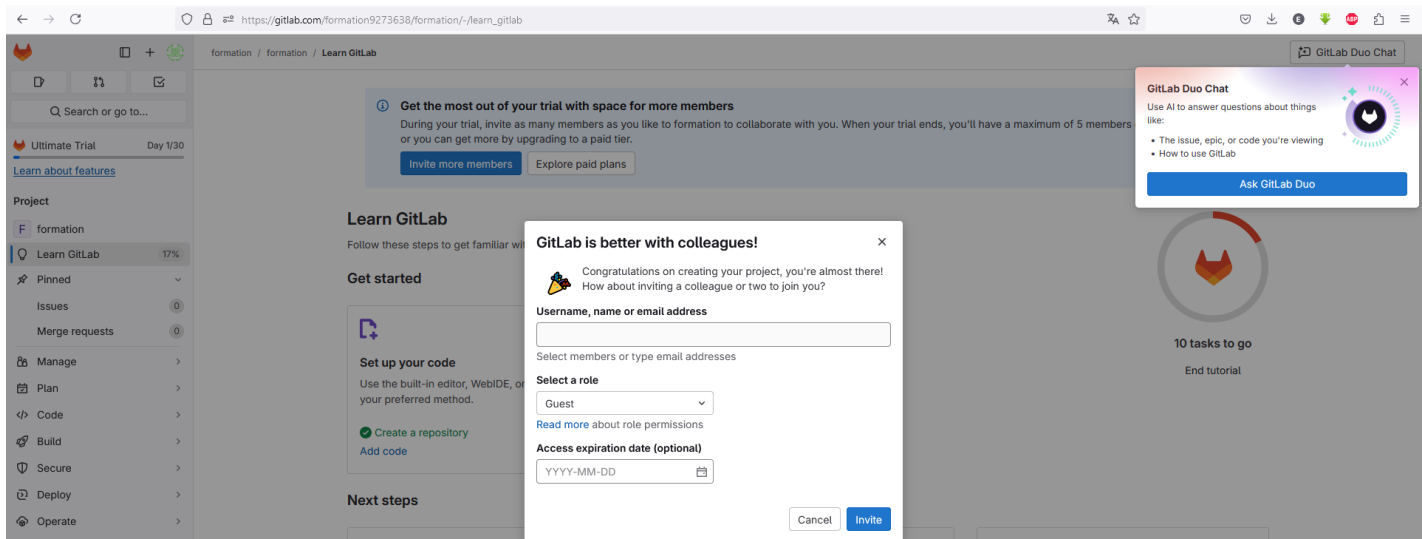 https://gitlab.com/formation9273638/formation/-/learn_gitlab
formation / formation / Learn GitLab
GitLab Duo Chat
Search or go to...
Ultimate Trial Day 1/30
Learn about features
Project
F formation
Learn GitLab 17%
Pinned
Issues 0
Merge requests 0
Manage
Plan
Code
Build
Secure
Deploy
Operate
Get the most out of your trial with space for more members
During your trial, invite as many members as you like to formation to collaborate with you. When your trial ends, you'll have a maximum of 5 members
or you can get more by upgrading to a paid tier.
Invite more members Explore paid plans
GitLab Duo Chat
Use AI to answer questions about things
like:
• The issue, epic, or code you're viewing
• How to use GitLab
Ask GitLab Duo
Learn GitLab
Follow these steps to get familiar wi
Get started
Set up your code
Use the built-in editor, WebIDE, or
your preferred method.
Create a repository
Add code
Next steps
GitLab is better with colleagues!
Congratulations on creating your project, you're almost there!
How about inviting a colleague or two to join you?
Username, name or email address
Select members or type email addresses
Select a role
Guest
Read more about role permissions
Access expiration date (optional)
YYYY-MM-DD
Cancel Invite
10 tasks to go
End tutorial